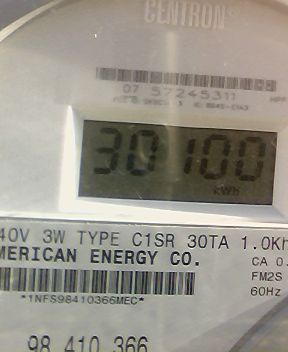 CENTRON®
07 57245311
30100
kWh
40V 3W TYPE C1SR 30TA 1.0Kh
MERICAN ENERGY CO.
CA 0.
FM2S
60Hz
*1NFS98410366MEC*
98 410 366